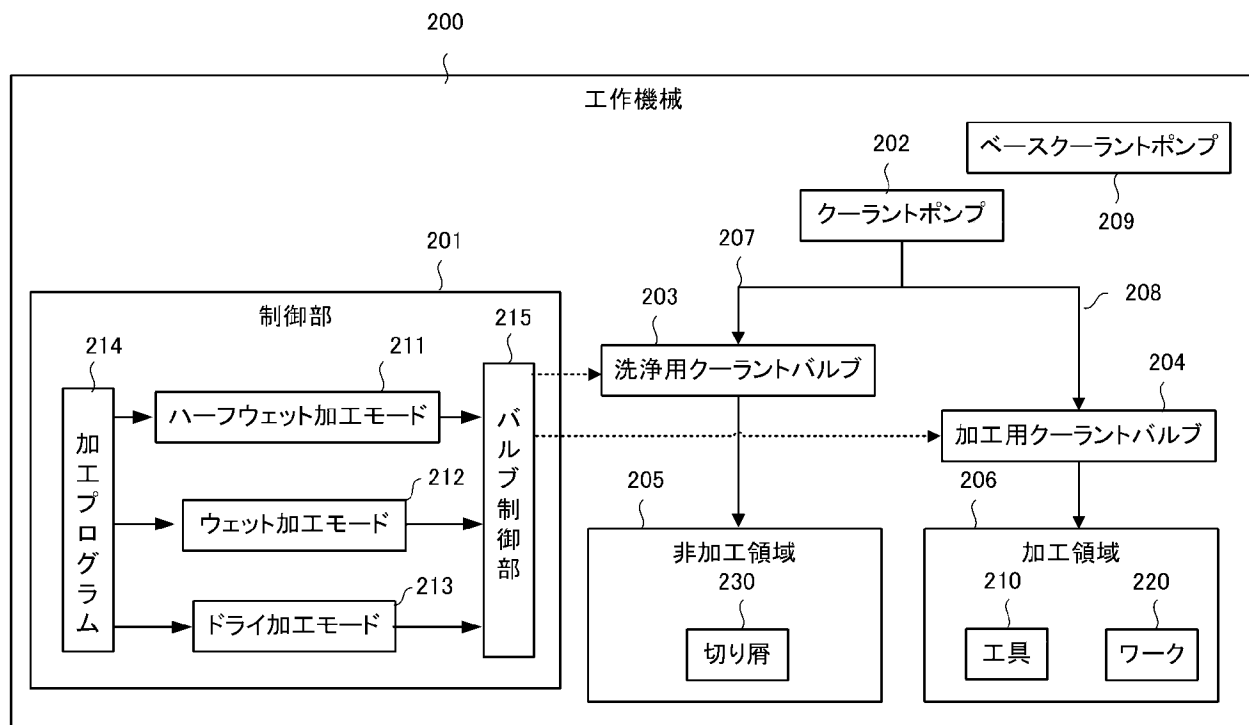 200
工作機械
202
ベースクーラントポンプ
209
クーラントポンプ
201
207
208
制御部
203
215
214
211
洗浄用クーラントバルブ
204
ハーフウェット加工モード
加工用クーラントバルブ
加工プログラム
バルブ制御部
212
205
206
ウェット加工モード
非加工領域
加工領域
213
230
210
220
ドライ加工モード
切り屑
工具
ワーク